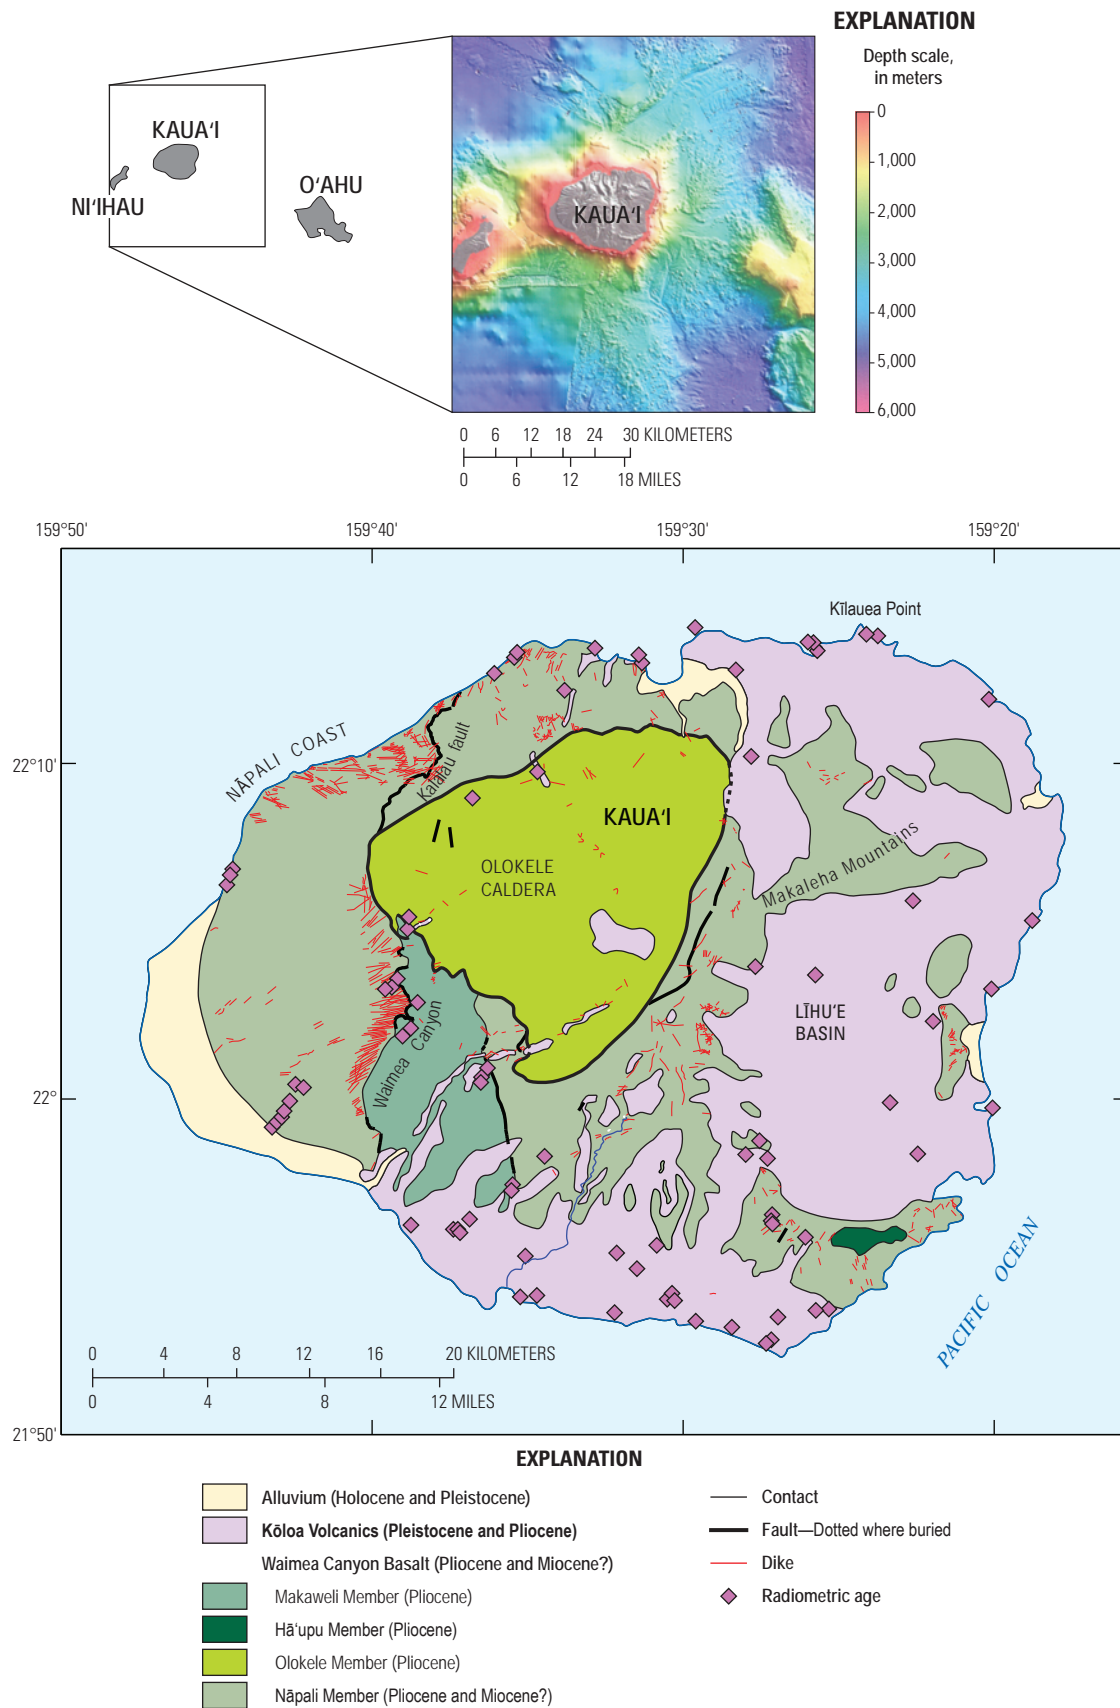 EXPLANATION
Depth scale,
in meters
0
1,000
2,000
3,000
4,000
5,000
6,000
KAUAʻI
NIʻIHAU
OʻAHU
KAUAʻI
0 6 12 18 24 30 KILOMETERS
0 6 12 18 MILES
159°50' 159°40' 159°30' 159°20'
Kīlauea Point
NĀPALI COAST
Kalalau fault
22°10'
KAUAʻI
OLOKELE
CALDERA
Makaleha Mountains
LĪHUʻE
BASIN
Waimea Canyon
22°
PACIFIC OCEAN
0 4 8 12 16 20 KILOMETERS
0 4 8 12 MILES
21°50'
EXPLANATION
Alluvium (Holocene and Pleistocene)
Kōloa Volcanics (Pleistocene and Pliocene)
Waimea Canyon Basalt (Pliocene and Miocene?)
Makaweli Member (Pliocene)
Hāʻupu Member (Pliocene)
Olokele Member (Pliocene)
Nāpali Member (Pliocene and Miocene?)
Contact
Fault—Dotted where buried
Dike
Radiometric age